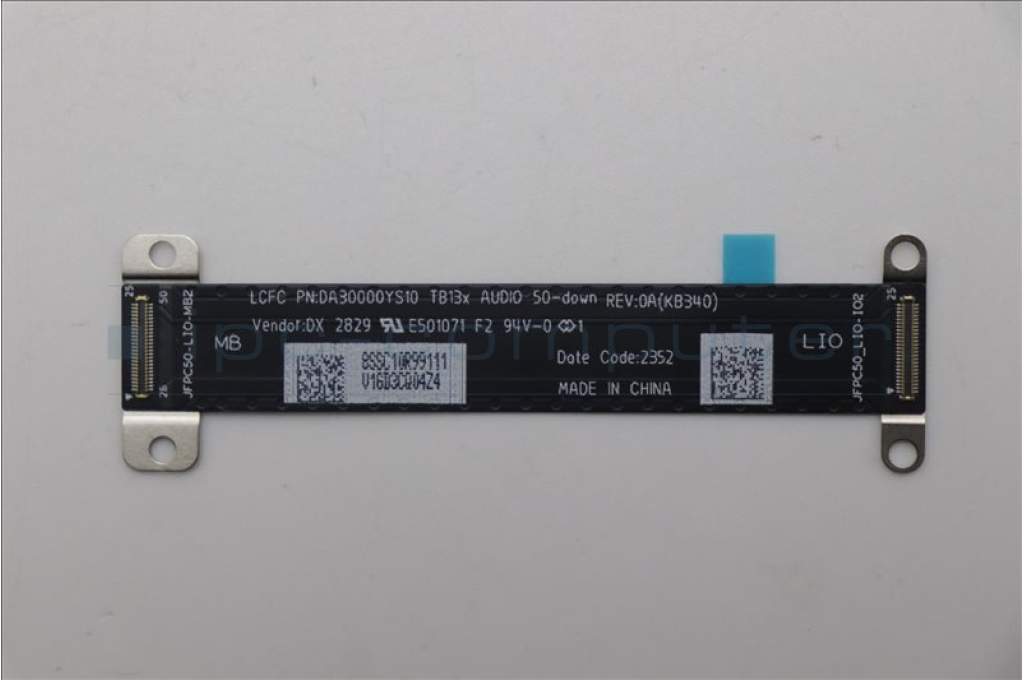 LCFC PN:DA30000YS10 TB13x AUDIO 50-down REV:0A(KB340)
Vendor:DX 2829 E501071 F2 94V-0 1
MB
LIO
8SSC10R99111
V16D3CQ04Z4
Date Code:2352
MADE IN CHINA
JFPC50-LIO-MB2
JFPC50_LIO-IO2
25
50
26
25